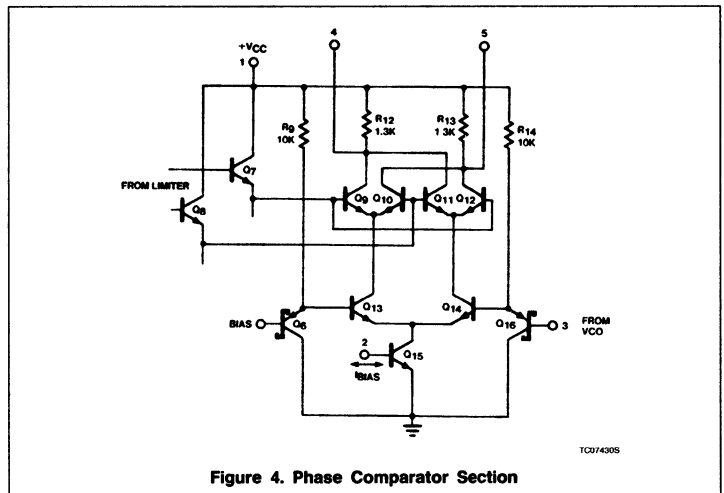 4
5
+VCC
1
R9
10K
R12
1.3K
R13
1.3K
R14
10K
Q7
FROM LIMITER
Q8
Q9
Q10
Q11
Q12
Q13
Q14
BIAS
Q6
Q16
3
FROM
VCO
2
Q15
IBIAS
TC07430S
Figure 4. Phase Comparator Section